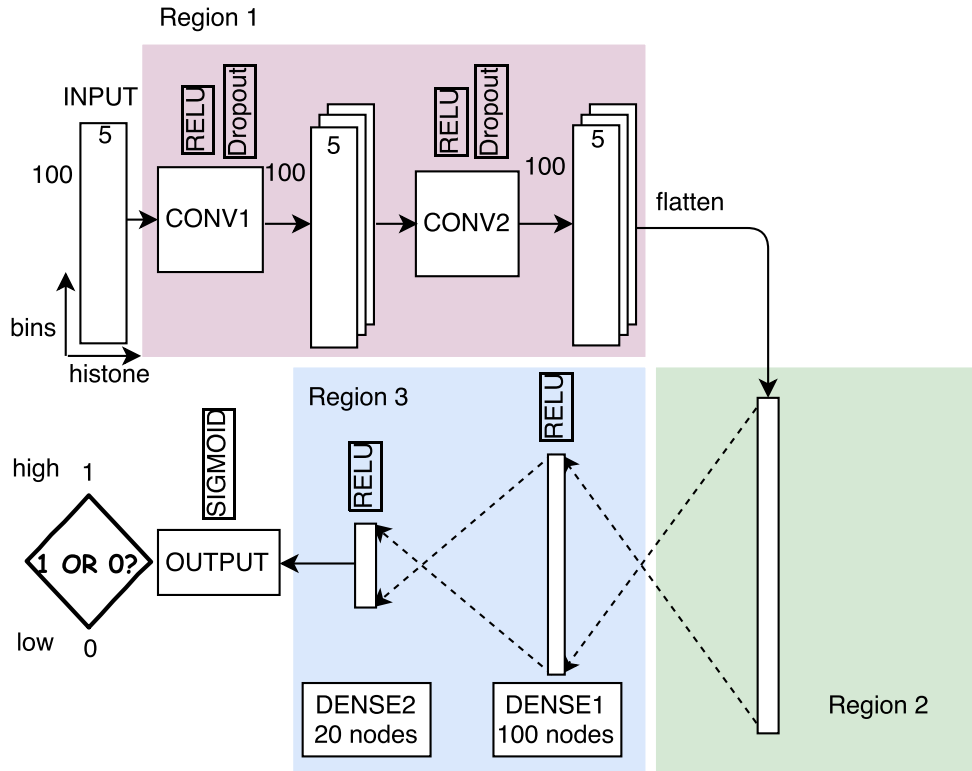 Region 1
INPUT
5
100
bins
histone
RELU
Dropout
CONV1
100
5
RELU
Dropout
CONV2
100
5
flatten
Region 2
Region 3
RELU
DENSE1
100 nodes
RELU
DENSE2
20 nodes
SIGMOID
OUTPUT
high
1
1 OR 0?
low
0